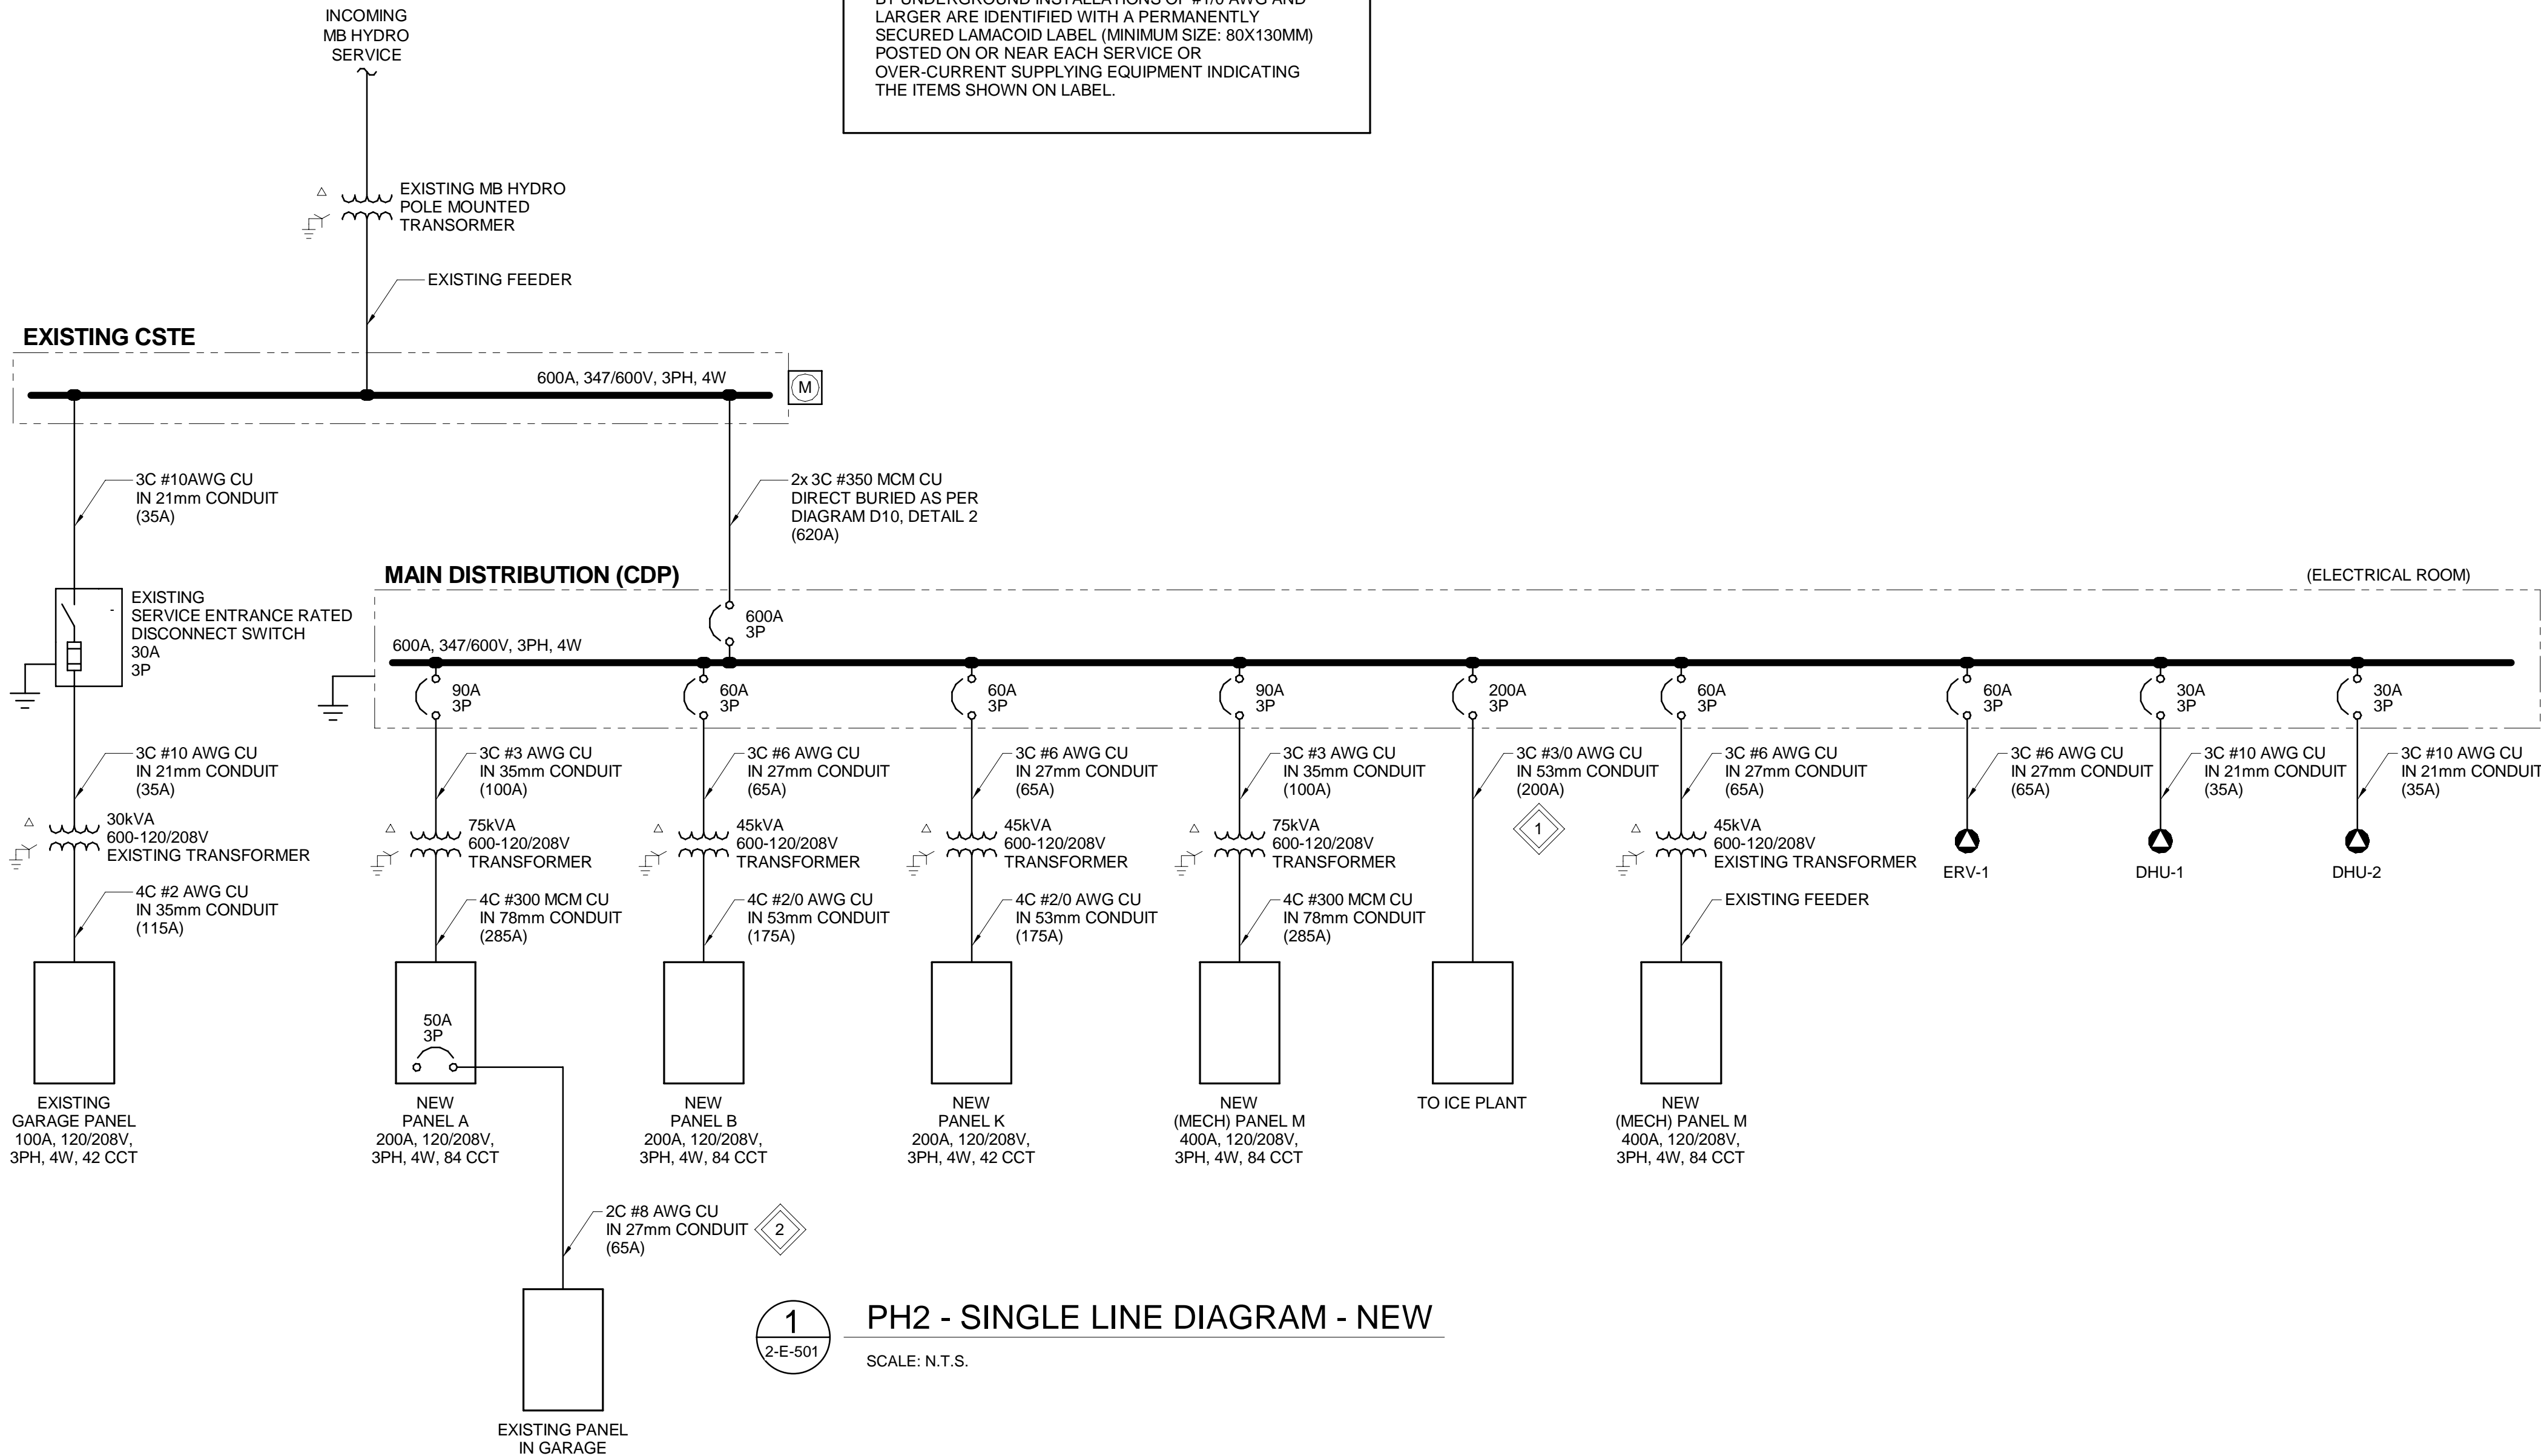 INCOMING
MB HYDRO
SERVICE
LARGER ARE IDENTIFIED WITH A PERMANENTLY
SECURED LAMACOID LABEL (MINIMUM SIZE: 80X130MM)
POSTED ON OR NEAR EACH SERVICE OR
OVER-CURRENT SUPPLYING EQUIPMENT INDICATING
THE ITEMS SHOWN ON LABEL.
EXISTING MB HYDRO
POLE MOUNTED
TRANSORMER
EXISTING FEEDER
EXISTING CSTE
600A, 347/600V, 3PH, 4W
M
3C #10AWG CU
IN 21mm CONDUIT
(35A)
2x 3C #350 MCM CU
DIRECT BURIED AS PER
DIAGRAM D10, DETAIL 2
(620A)
EXISTING
SERVICE ENTRANCE RATED
DISCONNECT SWITCH
30A
3P
MAIN DISTRIBUTION (CDP)
(ELECTRICAL ROOM)
600A
3P
600A, 347/600V, 3PH, 4W
90A
3P
60A
3P
60A
3P
90A
3P
200A
3P
60A
3P
60A
3P
30A
3P
30A
3P
3C #10 AWG CU
IN 21mm CONDUIT
(35A)
3C #3 AWG CU
IN 35mm CONDUIT
(100A)
3C #6 AWG CU
IN 27mm CONDUIT
(65A)
3C #6 AWG CU
IN 27mm CONDUIT
(65A)
3C #3 AWG CU
IN 35mm CONDUIT
(100A)
3C #3/0 AWG CU
IN 53mm CONDUIT
(200A)
1
3C #6 AWG CU
IN 27mm CONDUIT
(65A)
3C #6 AWG CU
IN 27mm CONDUIT
(65A)
3C #10 AWG CU
IN 21mm CONDUIT
(35A)
3C #10 AWG CU
IN 21mm CONDUIT
(35A)
30kVA
600-120/208V
EXISTING TRANSFORMER
75kVA
600-120/208V
TRANSFORMER
45kVA
600-120/208V
TRANSFORMER
45kVA
600-120/208V
TRANSFORMER
75kVA
600-120/208V
TRANSFORMER
45kVA
600-120/208V
EXISTING TRANSFORMER
ERV-1
DHU-1
DHU-2
4C #2 AWG CU
IN 35mm CONDUIT
(115A)
4C #300 MCM CU
IN 78mm CONDUIT
(285A)
4C #2/0 AWG CU
IN 53mm CONDUIT
(175A)
4C #2/0 AWG CU
IN 53mm CONDUIT
(175A)
4C #300 MCM CU
IN 78mm CONDUIT
(285A)
EXISTING FEEDER
50A
3P
EXISTING
GARAGE PANEL
100A, 120/208V,
3PH, 4W, 42 CCT
NEW
PANEL A
200A, 120/208V,
3PH, 4W, 84 CCT
NEW
PANEL B
200A, 120/208V,
3PH, 4W, 84 CCT
NEW
PANEL K
200A, 120/208V,
3PH, 4W, 42 CCT
NEW
(MECH) PANEL M
400A, 120/208V,
3PH, 4W, 84 CCT
TO ICE PLANT
NEW
(MECH) PANEL M
400A, 120/208V,
3PH, 4W, 84 CCT
2C #8 AWG CU
IN 27mm CONDUIT
(65A)
2
EXISTING PANEL
IN GARAGE
1
2-E-501
PH2 - SINGLE LINE DIAGRAM - NEW
SCALE: N.T.S.